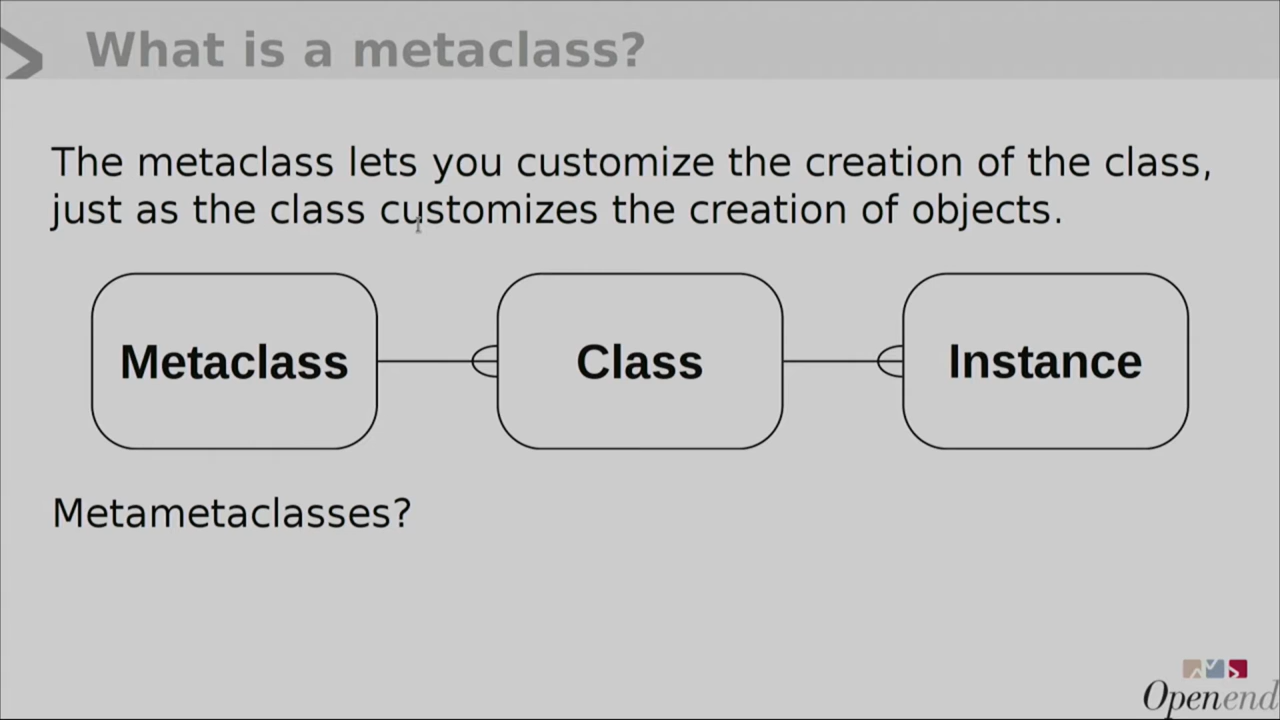 What is a metaclass?
The metaclass lets you customize the creation of the class,
just as the class customizes the creation of objects.
Metaclass
Class
Instance
Metametaclasses?
Openend